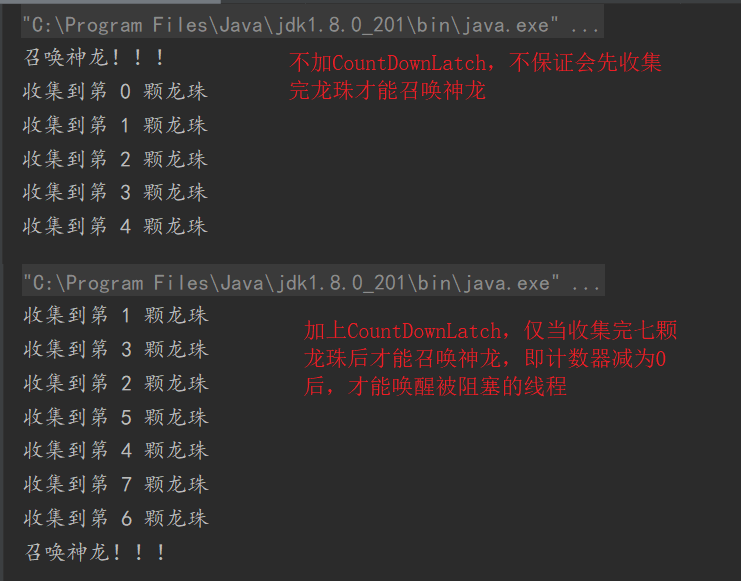 "C:\Program Files\Java\jdk1.8.0_201\bin\java.exe" ...
召唤神龙！！！
不加CountDownLatch，不保证会先收集
完龙珠才能召唤神龙
收集到第 0 颗龙珠
收集到第 1 颗龙珠
收集到第 2 颗龙珠
收集到第 3 颗龙珠
收集到第 4 颗龙珠
"C:\Program Files\Java\jdk1.8.0_201\bin\java.exe" ...
收集到第 1 颗龙珠
收集到第 3 颗龙珠
收集到第 2 颗龙珠
收集到第 5 颗龙珠
收集到第 4 颗龙珠
收集到第 7 颗龙珠
收集到第 6 颗龙珠
召唤神龙！！！
加上CountDownLatch，仅当收集完七颗
龙珠后才能召唤神龙，即计数器减为0
后，才能唤醒被阻塞的线程